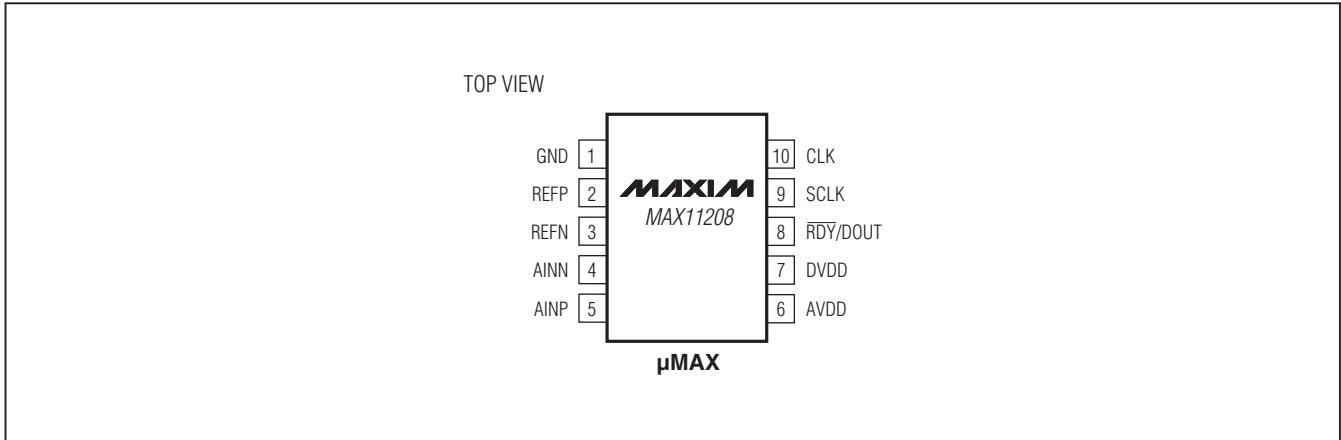 TOP VIEW
GND 1
REFP 2
REFN 3
AINN 4
AINP 5
MAXIM
MAX11208
10 CLK
9 SCLK
8 R̅D̅Y̅/DOUT
7 DVDD
6 AVDD
µMAX